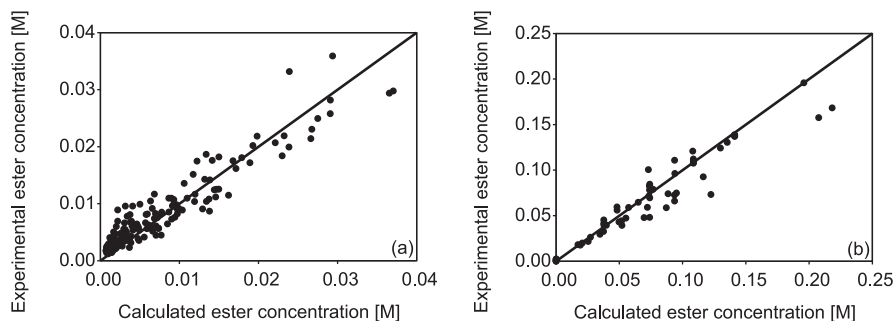 Experimental ester concentration [M]
0.04
0.03
0.02
0.01
0.00
0.00 0.01 0.02 0.03 0.04
Calculated ester concentration [M]
(a)
Experimental ester concentration [M]
0.25
0.20
0.15
0.10
0.05
0.00
0.00 0.05 0.10 0.15 0.20 0.25
Calculated ester concentration [M]
(b)